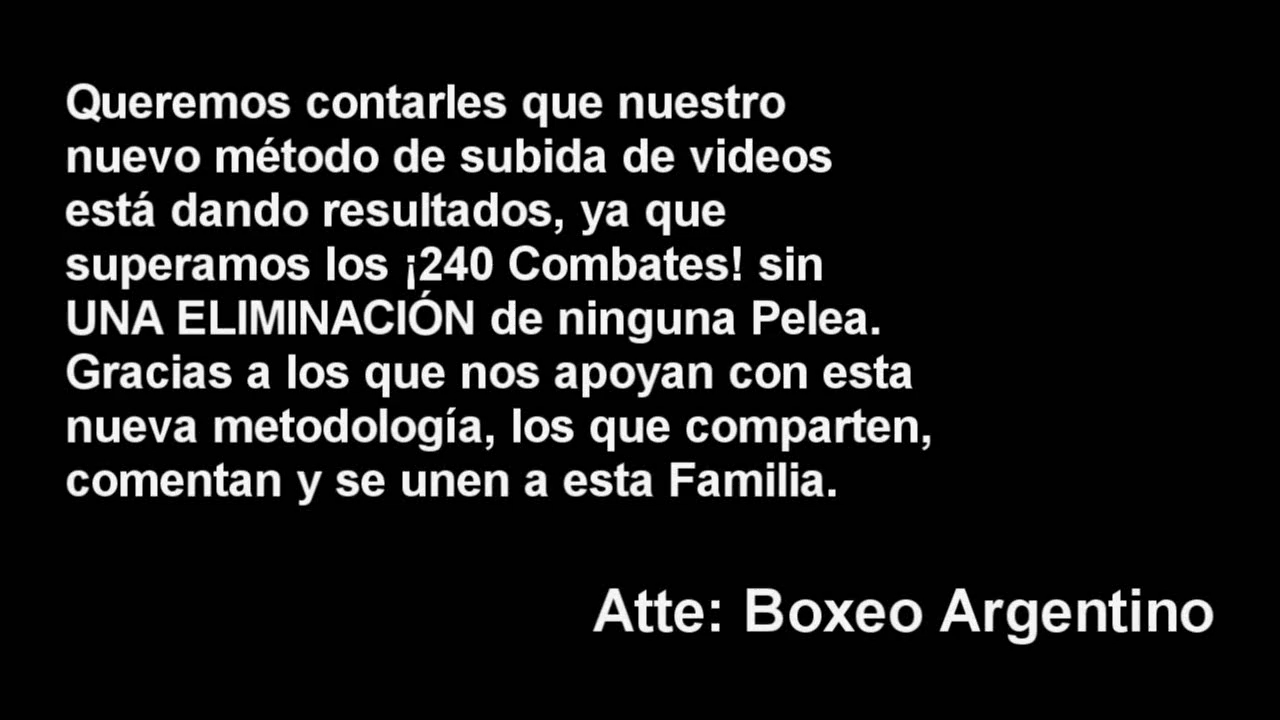 Queremos contarles que nuestro
nuevo método de subida de videos
está dando resultados, ya que
superamos los ¡240 Combates! sin
UNA ELIMINACIÓN de ninguna Pelea.
Gracias a los que nos apoyan con esta
nueva metodología, los que comparten,
comentan y se unen a esta Familia.
Atte: Boxeo Argentino